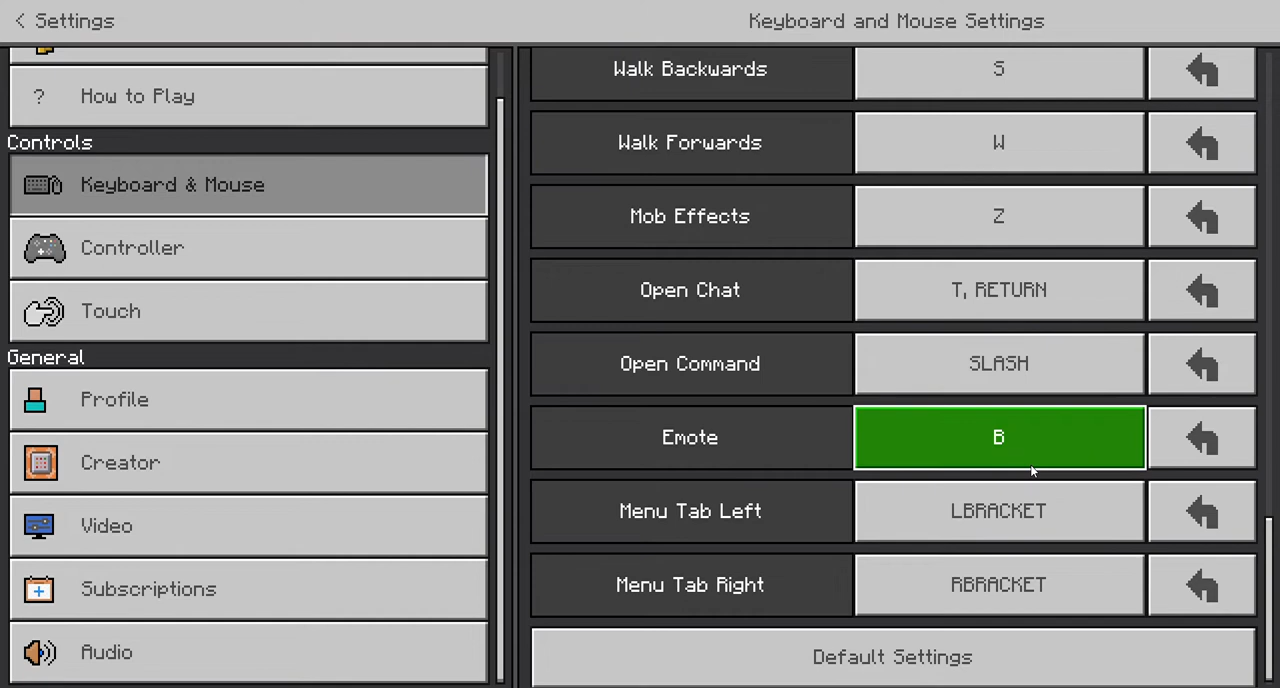 < Settings
Keyboard and Mouse Settings
? How to Play
Controls
Keyboard & Mouse
Controller
Touch
General
Profile
Creator
Video
Subscriptions
Audio
Walk Backwards S
Walk Forwards W
Mob Effects Z
Open Chat T, RETURN
Open Command SLASH
Emote B
Menu Tab Left LBRACKET
Menu Tab Right RBRACKET
Default Settings